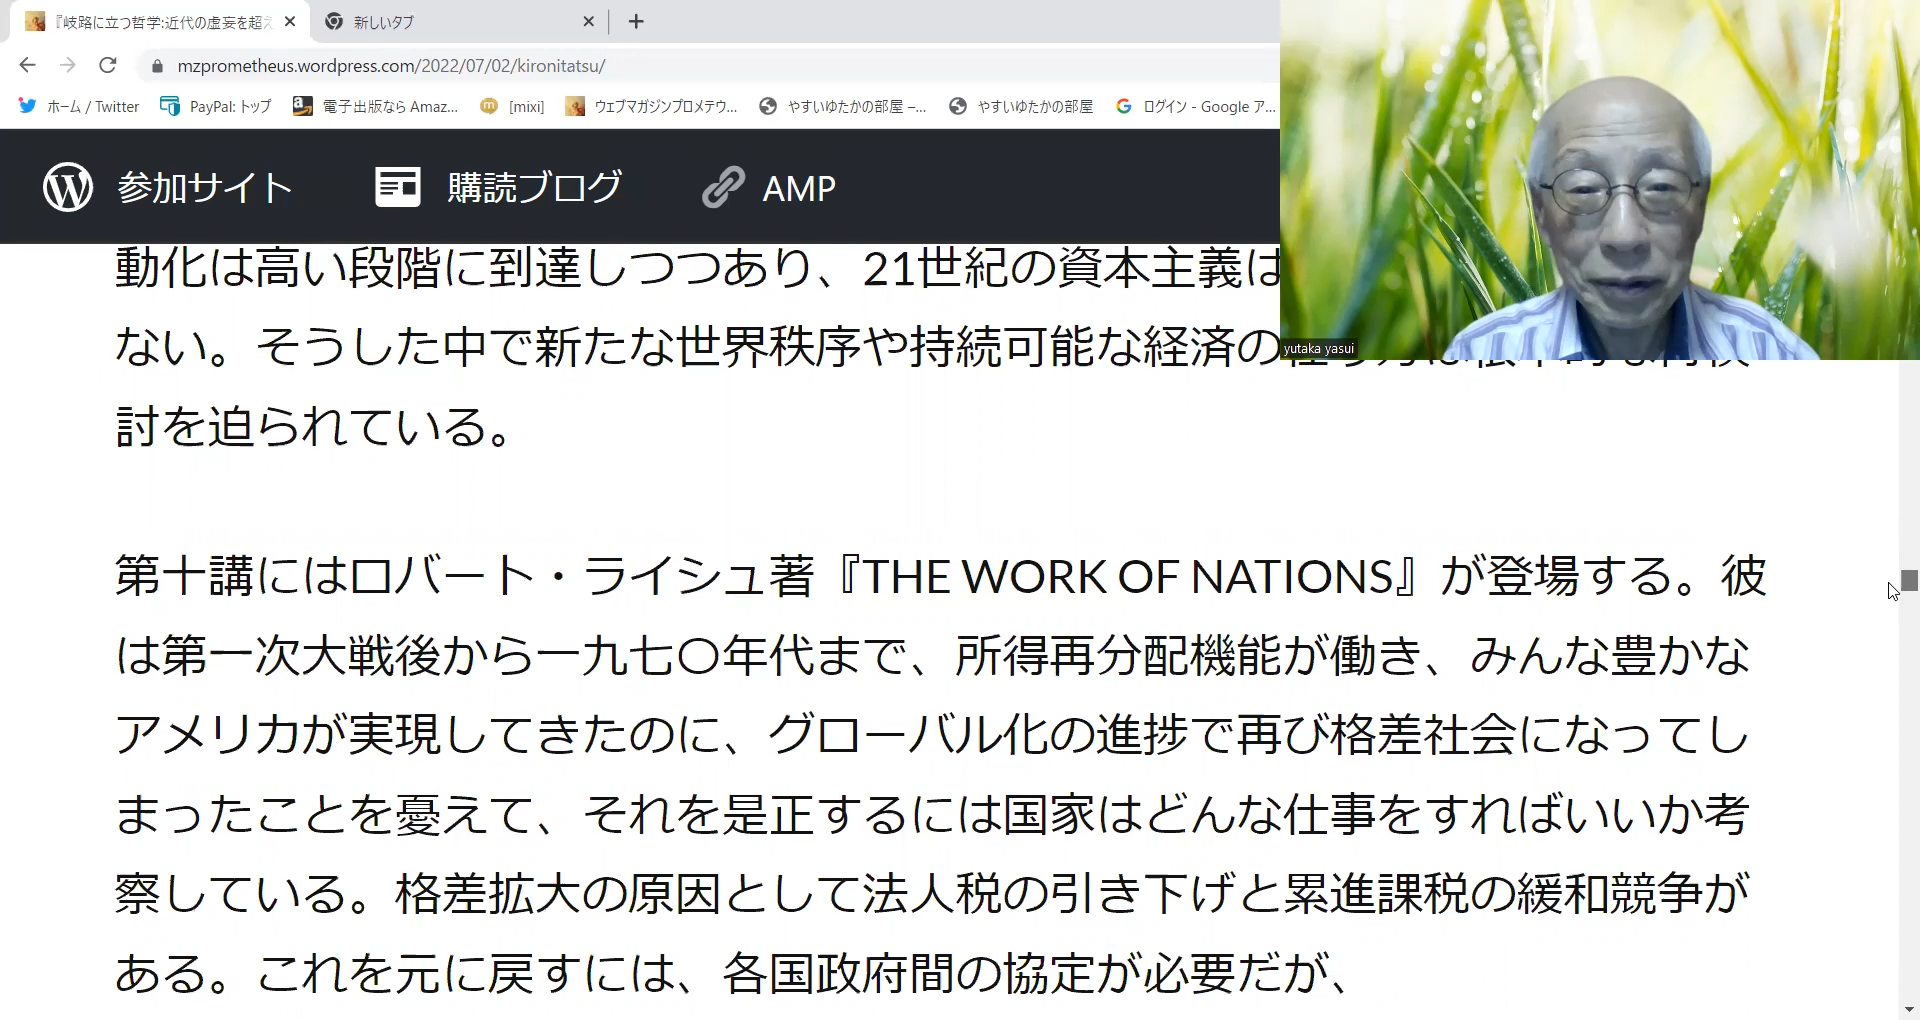 『岐路に立つ哲学:近代の虚妄を超え
新しいタブ
mzprometheus.wordpress.com/2022/07/02/kironitatsu/
ホーム / Twitter
PayPal: トップ
電子出版なら Amaz...
[mixi]
ウェブマガジンプロメテウ...
やすいゆたかの部屋 –...
やすいゆたかの部屋
ログイン - Google ア...
参加サイト
購読ブログ
AMP
yutaka yasui
動化は高い段階に到達しつつあり、21世紀の資本主義は
ない。そうした中で新たな世界秩序や持続可能な経済の
討を迫られている。
第十講にはロバート・ライシュ著『THE WORK OF NATIONS』が登場する。彼
は第一次大戦後から一九七〇年代まで、所得再分配機能が働き、みんな豊かな
アメリカが実現してきたのに、グローバル化の進捗で再び格差社会になってし
まったことを憂えて、それを是正するには国家はどんな仕事をすればいいか考
察している。格差拡大の原因として法人税の引き下げと累進課税の緩和競争が
ある。これを元に戻すには、各国政府間の協定が必要だが、